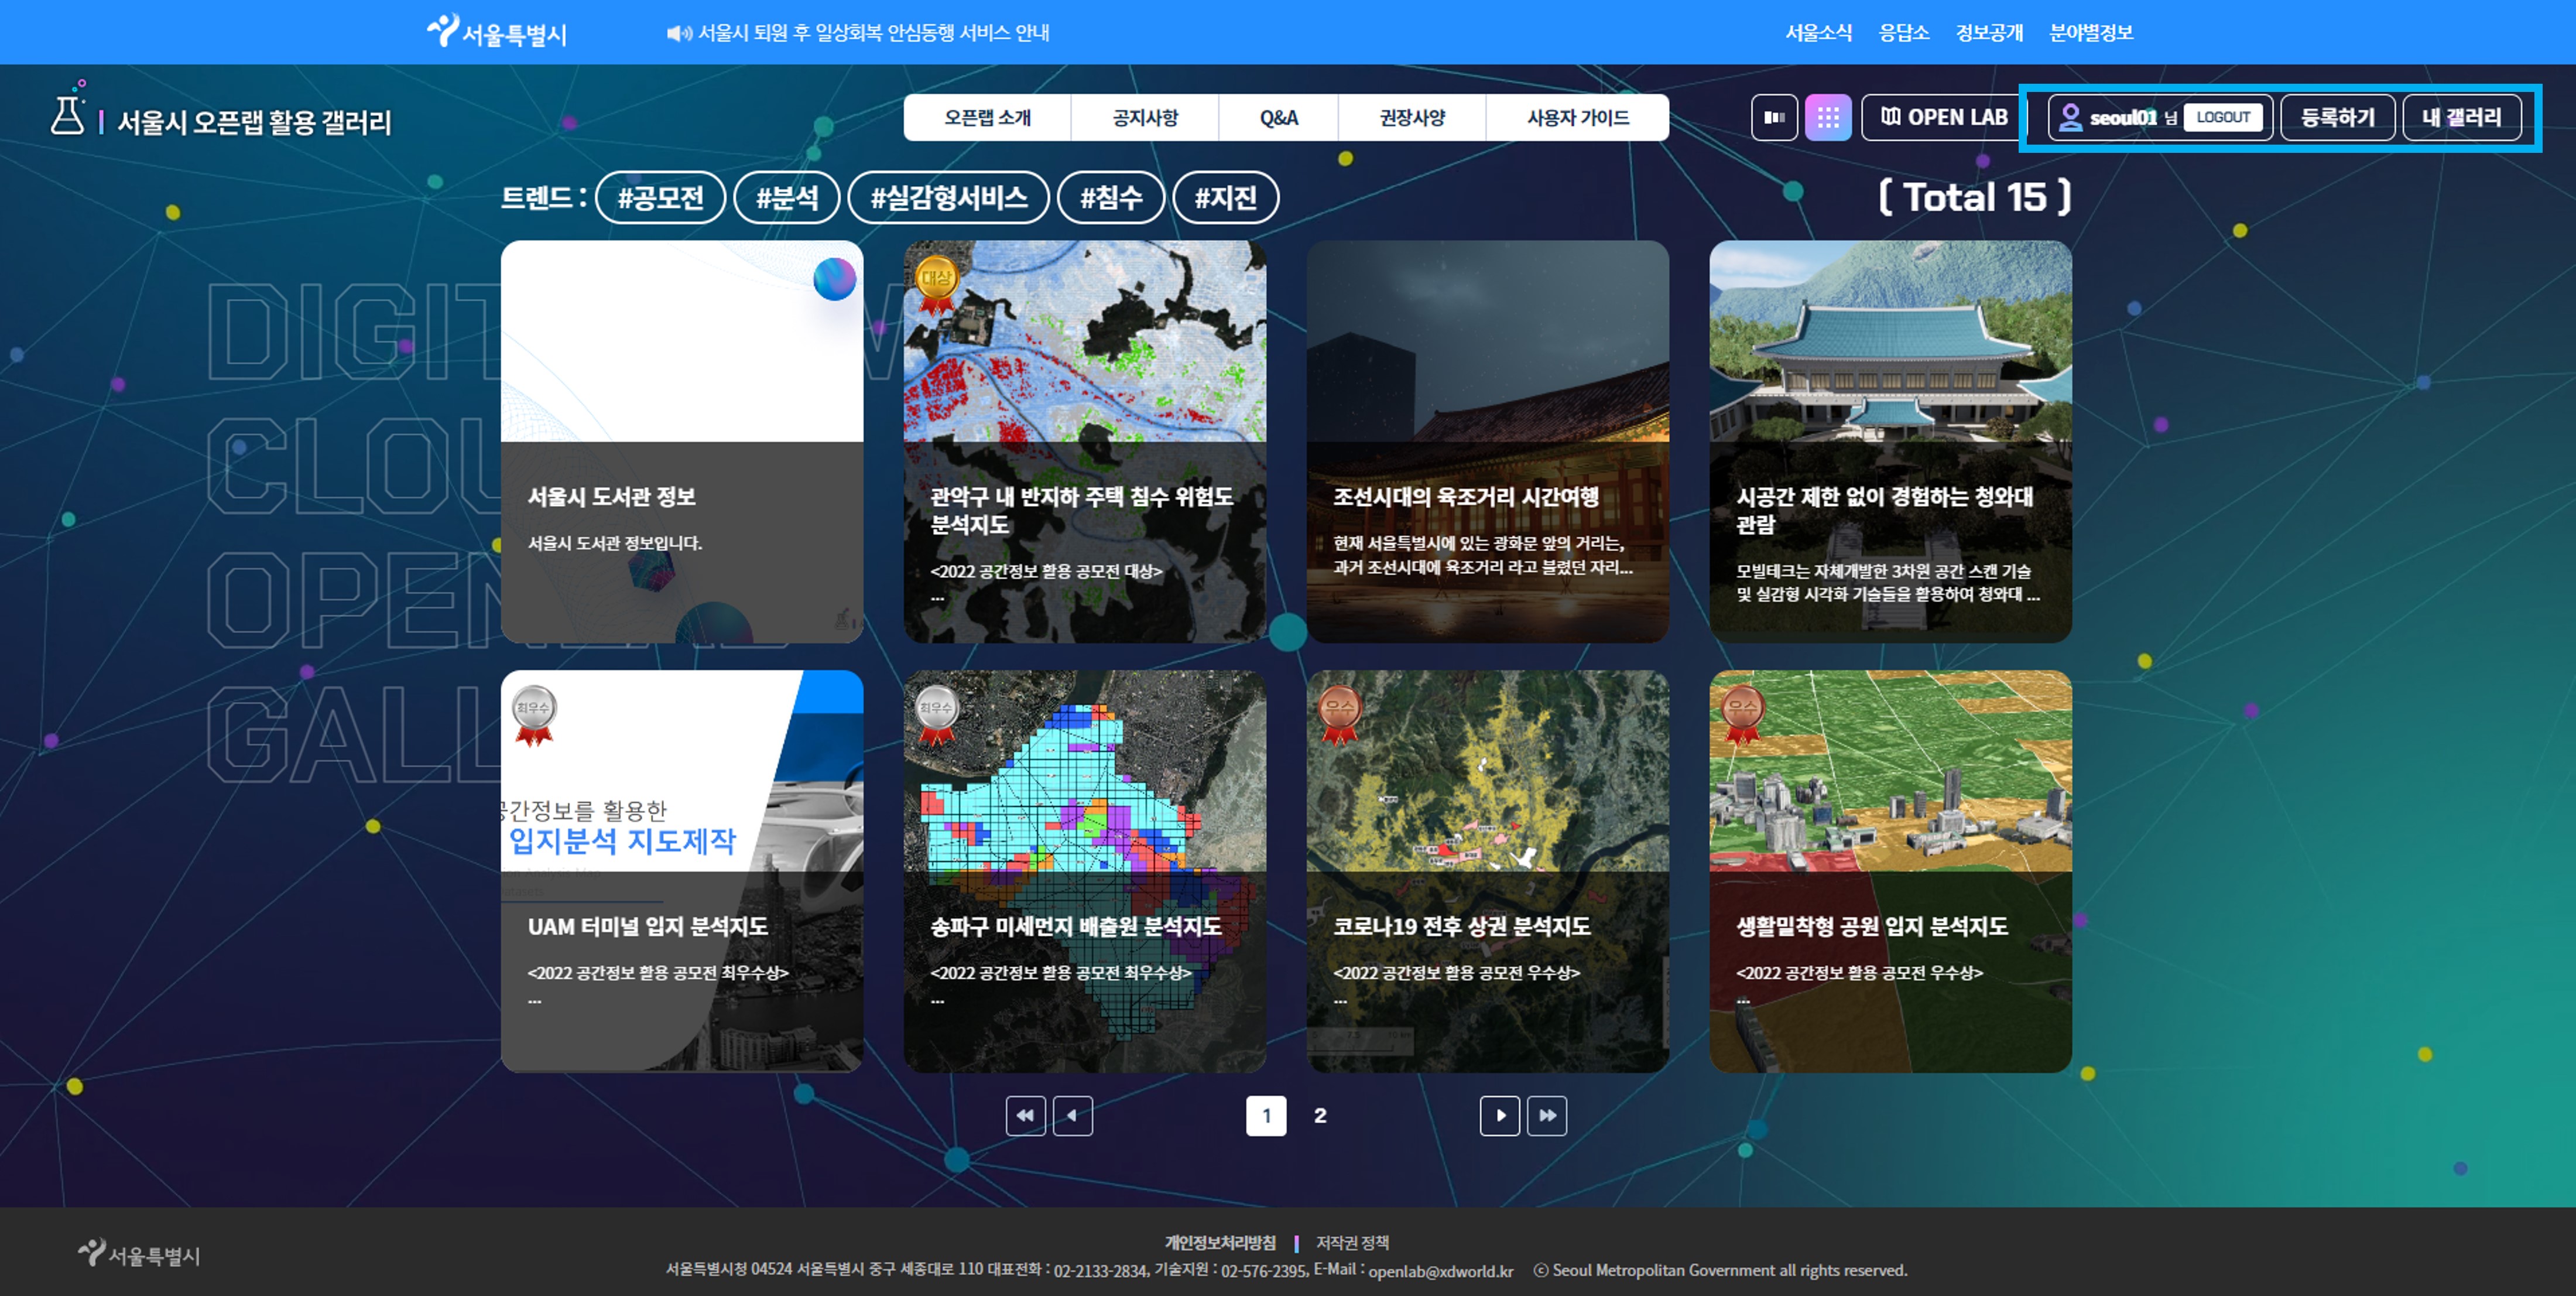 서울특별시
서울시 퇴원 후 일상회복 안심동행 서비스 안내
서울소식 응답소 정보공개 분야별정보
서울시 오픈랩 활용 갤러리
오픈랩 소개 공지사항 Q&A 권장사양 사용자 가이드
OPEN LAB
seoul01 님 LOGOUT 등록하기 내 갤러리
트렌드 : #공모전 #분석 #실감형서비스 #침수 #지진
( Total 15 )
서울시 도서관 정보
서울시 도서관 정보입니다.
대상
관악구 내 반지하 주택 침수 위험도
분석지도
<2022 공간정보 활용 공모전 대상>
...
조선시대의 육조거리 시간여행
현재 서울특별시에 있는 광화문 앞의 거리는,
과거 조선시대에 육조거리 라고 불렸던 자리...
시공간 제한 없이 경험하는 청와대
관람
모빌테크는 자체개발한 3차원 공간 스캔 기술
및 실감형 시각화 기술들을 활용하여 청와대 ...
최우수
공간정보를 활용한
입지분석 지도제작
UAM 터미널 입지 분석지도
<2022 공간정보 활용 공모전 최우수상>
...
최우수
송파구 미세먼지 배출원 분석지도
<2022 공간정보 활용 공모전 최우수상>
...
우수
코로나19 전후 상권 분석지도
<2022 공간정보 활용 공모전 우수상>
...
우수
생활밀착형 공원 입지 분석지도
<2022 공간정보 활용 공모전 우수상>
...
1 2
서울특별시
개인정보처리방침 저작권 정책
서울특별시청 04524 서울특별시 중구 세종대로 110 대표전화 : 02-2133-2834, 기술지원 : 02-576-2395, E-Mail : openlab@xdworld.kr ⓒ Seoul Metropolitan Government all rights reserved.